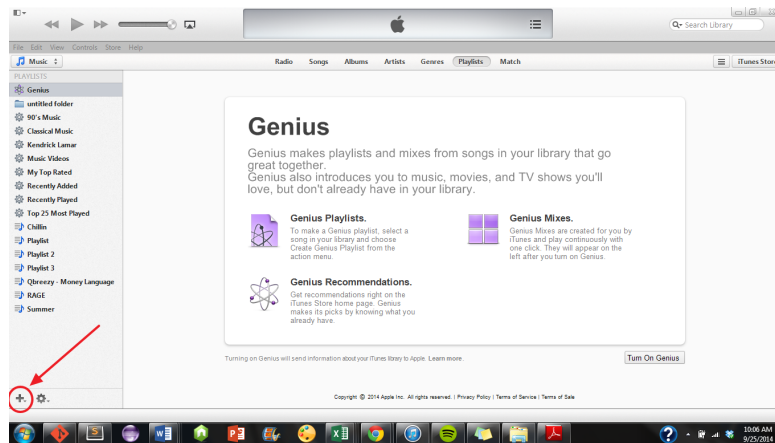 Search Library
File Edit View Controls Store Help
Music
Radio Songs Albums Artists Genres Playlists Match
iTunes Store
PLAYLISTS
Genius
untitled folder
90's Music
Classical Music
Kendrick Lamar
Music Videos
My Top Rated
Recently Added
Recently Played
Top 25 Most Played
Chillin
Playlist
Playlist 2
Playlist 3
Qbreezy - Money Language
RAGE
Summer
Genius
Genius makes playlists and mixes from songs in your library that go
great together.
Genius also introduces you to music, movies, and TV shows you'll
love, but don't already have in your library.
Genius Playlists.
To make a Genius playlist, select a
song in your library and choose
Create Genius Playlist from the
action menu.
Genius Mixes.
Genius Mixes are created for you by
iTunes and play continuously with
one click. They will appear on the
left after you turn on Genius.
Genius Recommendations.
Get recommendations right on the
iTunes Store home page. Genius
makes its picks by knowing what you
already have
Turning on Genius will send information about your iTunes library to Apple. Learn more.
Turn On Genius
Copyright © 2014 Apple Inc. All rights reserved. | Privacy Policy | Terms of Service | Terms of Sale
10:06 AM
9/25/2014